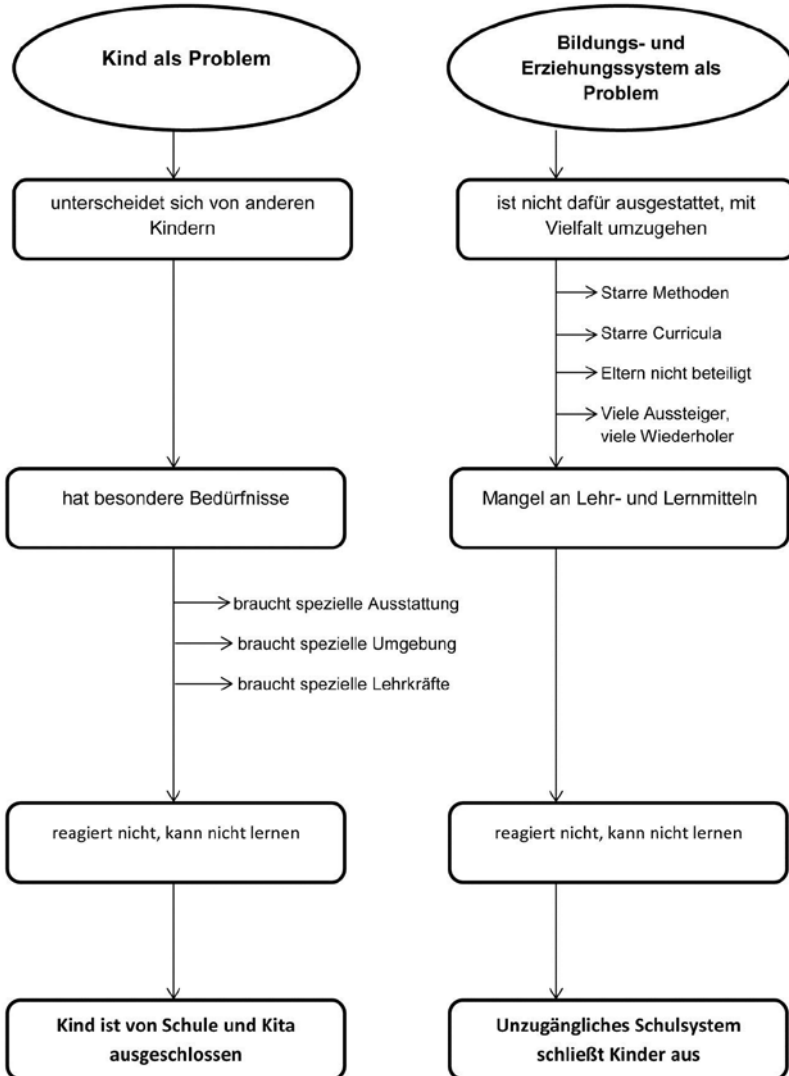 Kind als Problem
unterscheidet sich von anderen
Kindern
hat besondere Bedürfnisse
braucht spezielle Ausstattung
braucht spezielle Umgebung
braucht spezielle Lehrkräfte
reagiert nicht, kann nicht lernen
Kind ist von Schule und Kita
ausgeschlossen
Bildungs- und
Erziehungssystem als
Problem
ist nicht dafür ausgestattet, mit
Vielfalt umzugehen
Starre Methoden
Starre Curricula
Eltern nicht beteiligt
Viele Aussteiger,
viele Wiederholer
Mangel an Lehr- und Lernmitteln
reagiert nicht, kann nicht lernen
Unzugängliches Schulsystem
schließt Kinder aus